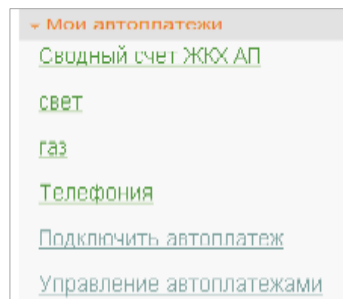 Мои автоплатежи
Сводный счет ЖКХ АП
свет
газ
Телефония
Подключить автоплатеж
Управление автоплатежами